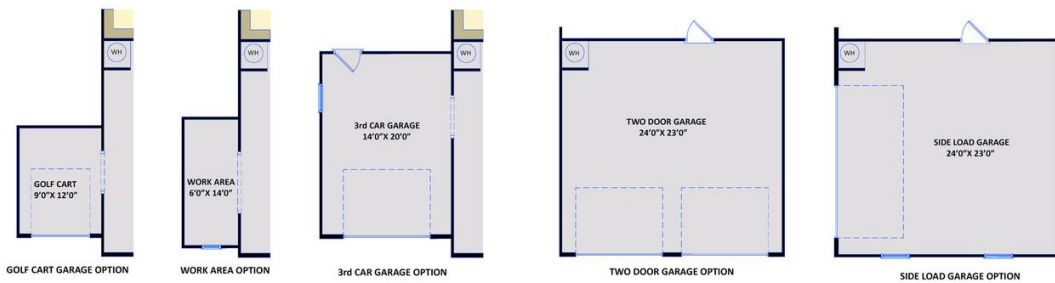 WH
GOLF CART
9'0"X 12'0"
GOLF CART GARAGE OPTION
WH
WORK AREA
6'0"X 14'0"
WORK AREA OPTION
WH
3rd CAR GARAGE
14'0"X 20'0"
3rd CAR GARAGE OPTION
WH
TWO DOOR GARAGE
24'0"X 23'0"
TWO DOOR GARAGE OPTION
WH
SIDE LOAD GARAGE
24'0"X 23'0"
SIDE LOAD GARAGE OPTION